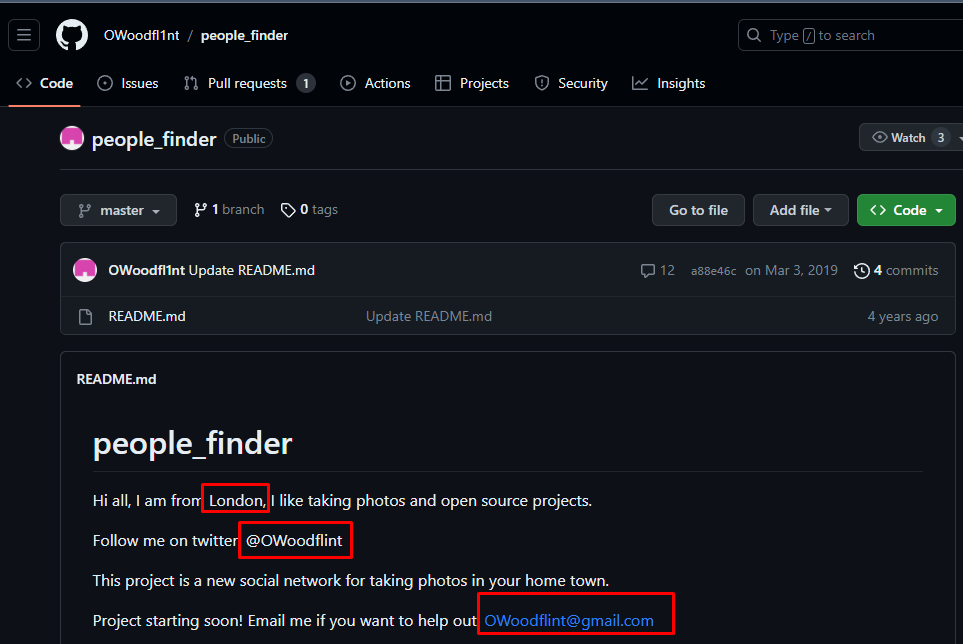 OWoodfl1nt / people_finder
Type / to search
Code Issues Pull requests 1 Actions Projects Security Insights
people_finder Public
Watch 3
master 1 branch 0 tags
Go to file Add file Code
OWoodfl1nt Update README.md 12 a88e46c on Mar 3, 2019 4 commits
README.md Update README.md 4 years ago
README.md
people_finder
Hi all, I am from London, I like taking photos and open source projects.
Follow me on twitter @OWoodflint
This project is a new social network for taking photos in your home town.
Project starting soon! Email me if you want to help out OWoodflint@gmail.com